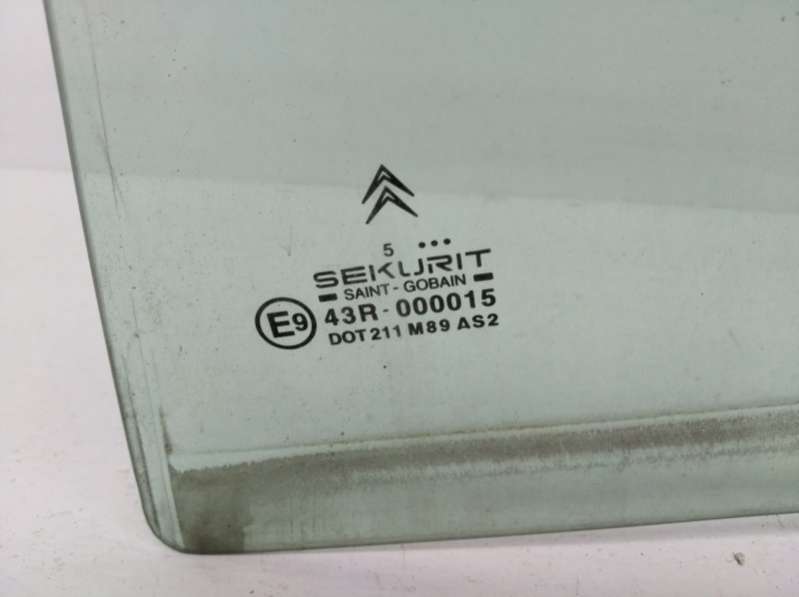 5 •••
SEKURIT
SAINT-GOBAIN
E9 43R-000015
DOT 211 M89 AS2